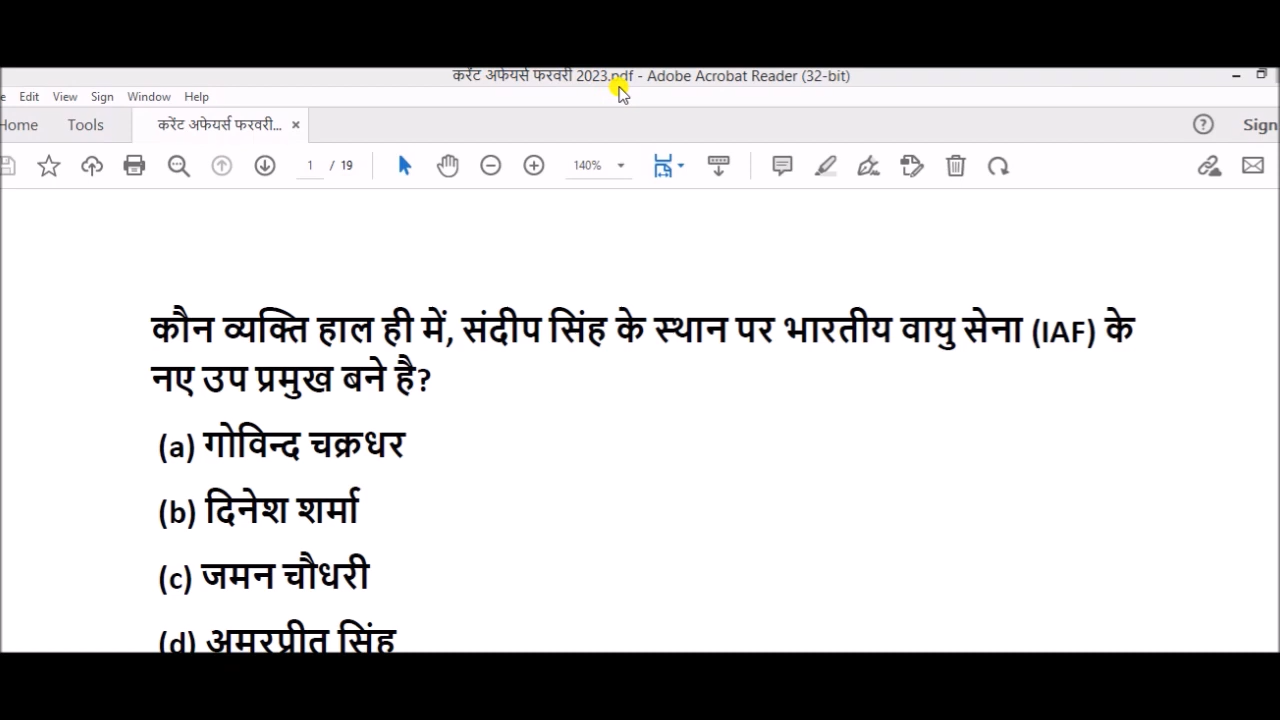 करेंट अफेयर्स फरवरी 2023.pdf - Adobe Acrobat Reader (32-bit)
e Edit View Sign Window Help
Home Tools करेंट अफेयर्स फरवरी... × ? Sign
1 / 19 140%
कौन व्यक्ति हाल ही में, संदीप सिंह के स्थान पर भारतीय वायु सेना (IAF) के
नए उप प्रमुख बने है?
(a) गोविन्द चक्रधर
(b) दिनेश शर्मा
(c) जमन चौधरी
(d) अमरप्रीत सिंह